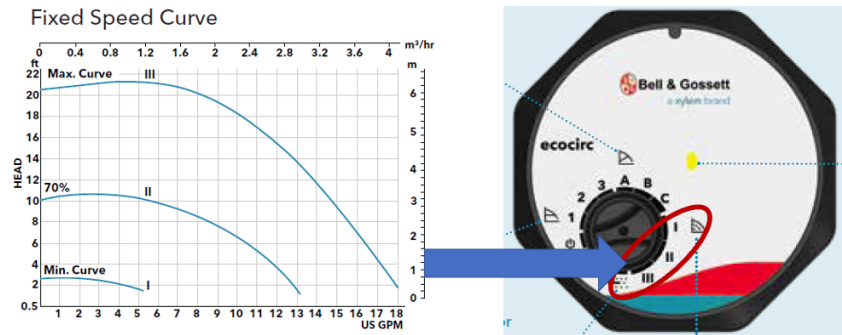 Fixed Speed Curve
0 0.4 0.8 1.2 1.6 2 2.4 2.8 3.2 3.6 4 m³/hr
ft
m
22
20
18
16
14
12
10
8
6
4
2
0.5
HEAD
Max. Curve III
70% II
Min. Curve I
6
5
4
3
2
1
0
1 2 3 4 5 6 7 8 9 10 11 12 13 14 15 16 17 18
US GPM
Bell & Gossett
a xylem brand
ecocirc
1 2 3 A B C I II III
or